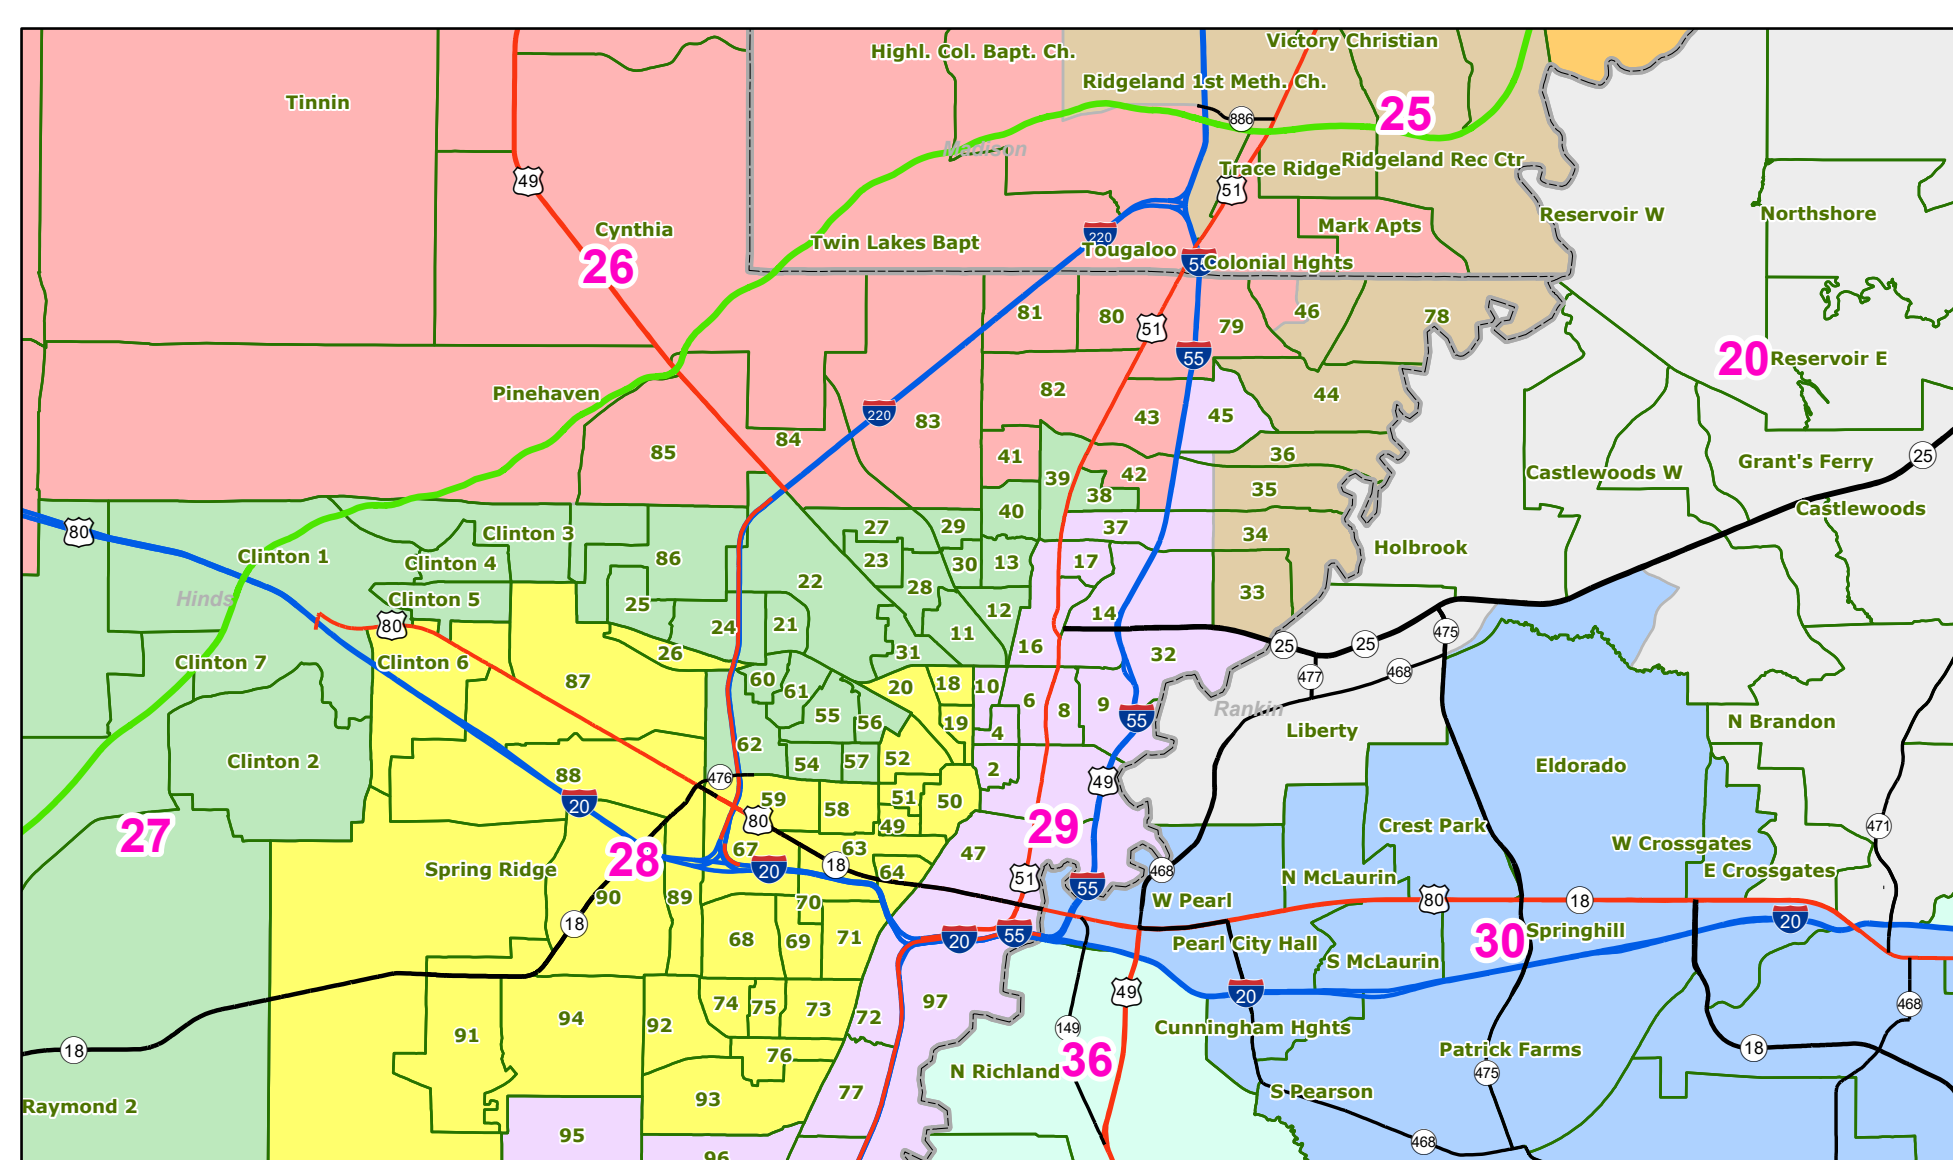 Victory Christian
Highl. Col. Bapt. Ch.
Ridgeland 1st Meth. Ch.
Tinnin
25
886
Madison
Ridgeland Rec Ctr
Trace Ridge
49
51
Reservoir W
Northshore
Cynthia
Mark Apts
220
Twin Lakes Bapt
Tougaloo
55
Colonial Hghts
26
81
80
46
78
51
79
55
20
Reservoir E
Pinehaven
82
44
220
83
43
45
84
85
41
36
25
Grant's Ferry
39
42
Castlewoods W
38
35
40
Castlewoods
80
27
29
37
Clinton 3
34
Holbrook
Clinton 1
Clinton 4
86
23
30
13
17
22
28
33
Hinds
Clinton 5
25
12
14
80
24
21
11
25
25
475
16
31
26
32
Clinton 7
Clinton 6
468
477
87
60
61
20
18
10
6
8
9
Rankin
55
56
19
55
N Brandon
4
Liberty
62
Clinton 2
54
57
52
2
Eldorado
88
476
49
20
59
58
51
50
49
29
Crest Park
471
27
80
W Crossgates
67
63
47
28
Spring Ridge
20
18
64
51
55
468
N McLaurin
E Crossgates
90
89
70
W Pearl
80
18
18
68
69
71
20
55
Pearl City Hall
30
Springhill
20
S McLaurin
49
20
74
75
73
72
97
468
94
92
149
Cunningham Hghts
91
18
76
36
Patrick Farms
18
N Richland
475
93
77
S Pearson
Raymond 2
95
468
96